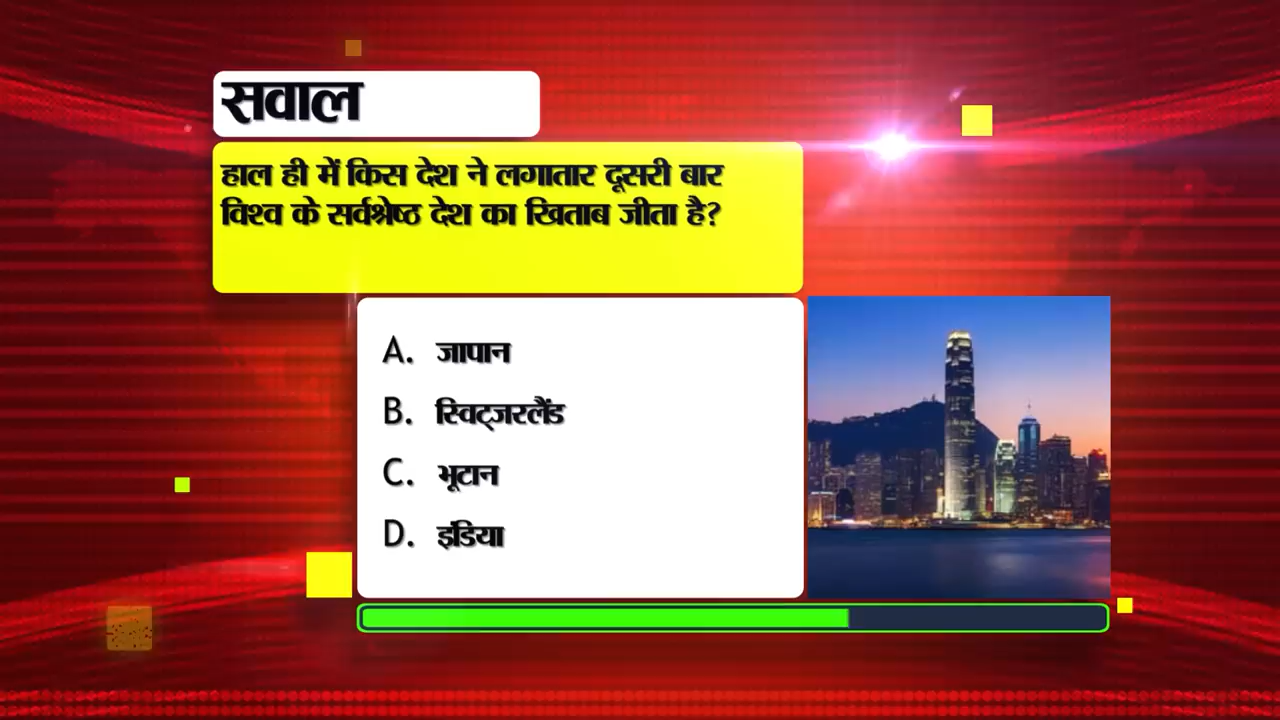 सवाल
हाल ही में किस देश ने लगातार दूसरी बार
विश्व के सर्वश्रेष्ठ देश का खिताब जीता है?
A. जापान
B. स्विट्जरलैंड
C. भूटान
D. इंडिया